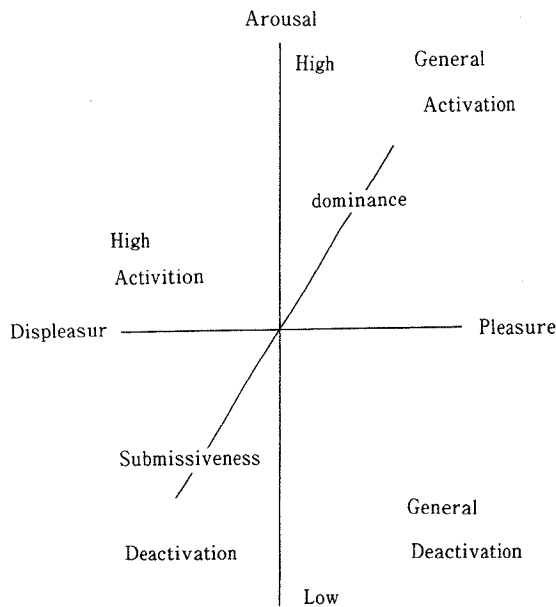 Arousal
High
General
Activation
dominance
High
Activition
Displeasur
Pleasure
Submissiveness
General
Deactivation
Deactivation
Low